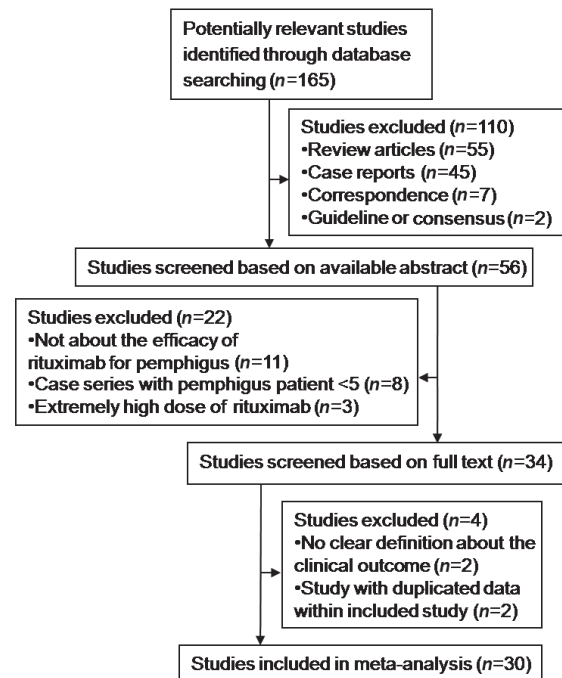 Potentially relevant studies
identified through database
searching (n=165)
Studies excluded (n=110)
•Review articles (n=55)
•Case reports (n=45)
•Correspondence (n=7)
•Guideline or consensus (n=2)
Studies screened based on available abstract (n=56)
Studies excluded (n=22)
•Not about the efficacy of
rituximab for pemphigus
(n=11)
•Case series with pemphigus patient <5 (n=8)
•Extremely high dose of rituximab (n=3)
Studies screened based on full text (n=34)
Studies excluded (n=4)
•No clear definition about the
clinical outcome (n=2)
•Study with duplicated data
within included study (n=2)
Studies included in meta-analysis (n=30)